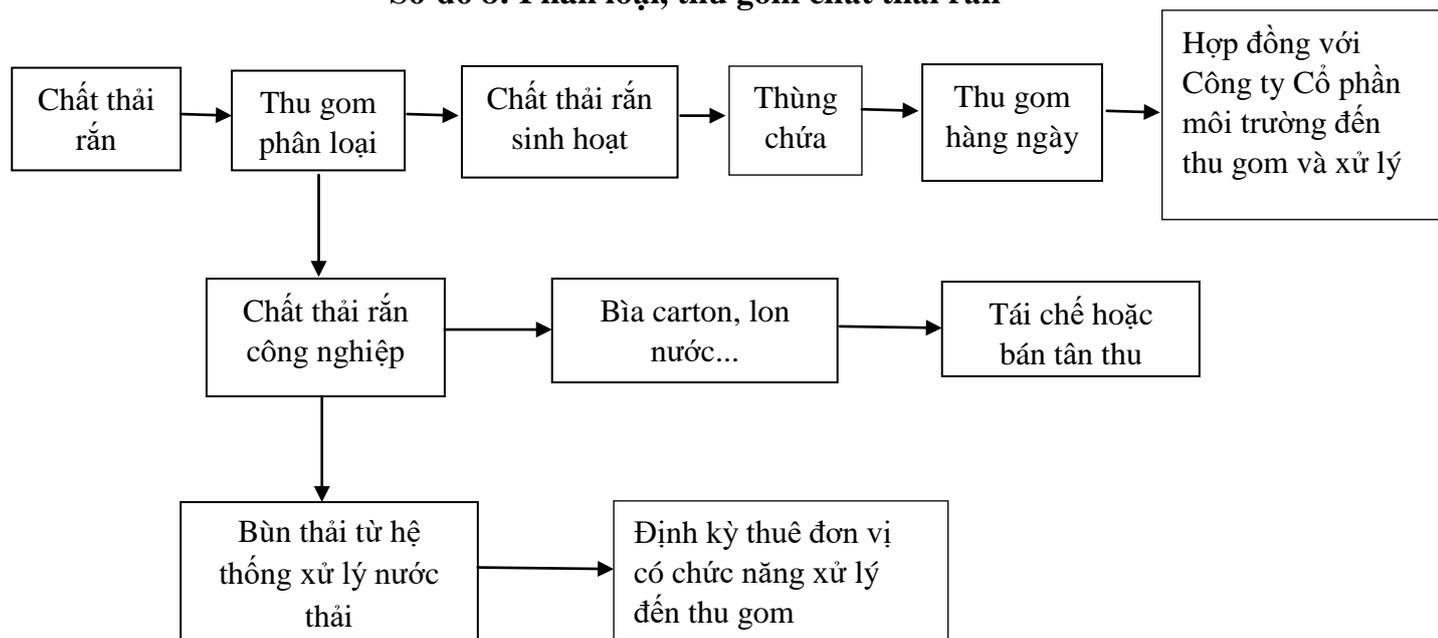 Chất thải
rắn
Thu gom
phân loại
Chất thải rắn
sinh hoạt
Thùng
chứa
Thu gom
hàng ngày
Hợp đồng với
Công ty Cổ phần
môi trường đến
thu gom và xử lý
Chất thải rắn
công nghiệp
Bìa carton, lon
nước...
Tái chế hoặc
bán tân thu
Bùn thải từ hệ
thống xử lý nước
thải
Định kỳ thuê đơn vị
có chức năng xử lý
đến thu gom